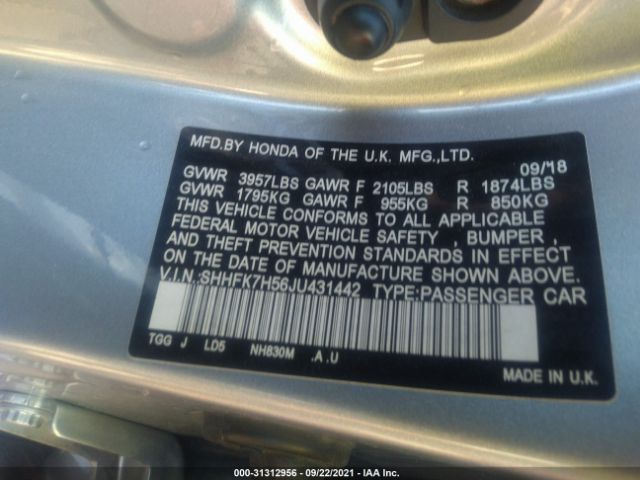 MFD.BY HONDA OF THE U.K. MFG.,LTD.
09/18
GVWR 3957LBS GAWR F 2105LBS R 1874LBS
GVWR 1795KG GAWR F 955KG R 850KG
THIS VEHICLE CONFORMS TO ALL APPLICABLE
FEDERAL MOTOR VEHICLE SAFETY , BUMPER ,
AND THEFT PREVENTION STANDARDS IN EFFECT
ON THE DATE OF MANUFACTURE SHOWN ABOVE.
V.I.N.:SHHFK7H56JU431442 TYPE:PASSENGER CAR
TGG J LD5 NH830M .A .U
MADE IN U.K.
000-31312956 - 09/22/2021 - IAA Inc.